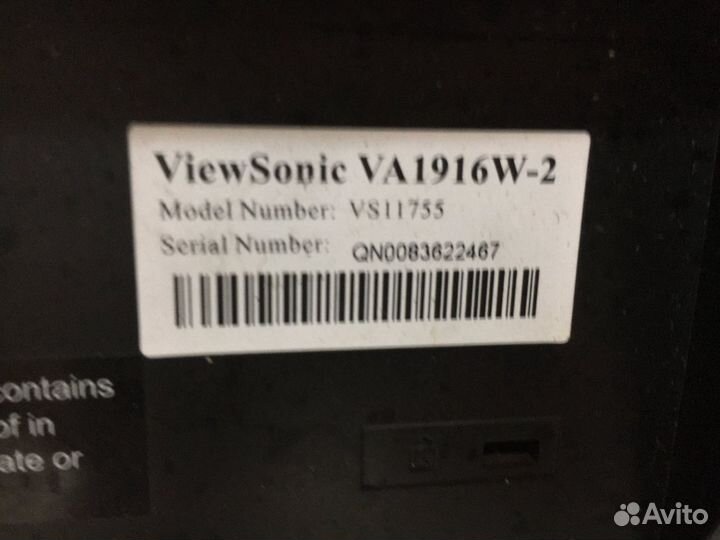 ViewSonic VA1916W-2
Model Number: VS11755
Serial Number: QN0083622467
contains
of in
ate or
Avito